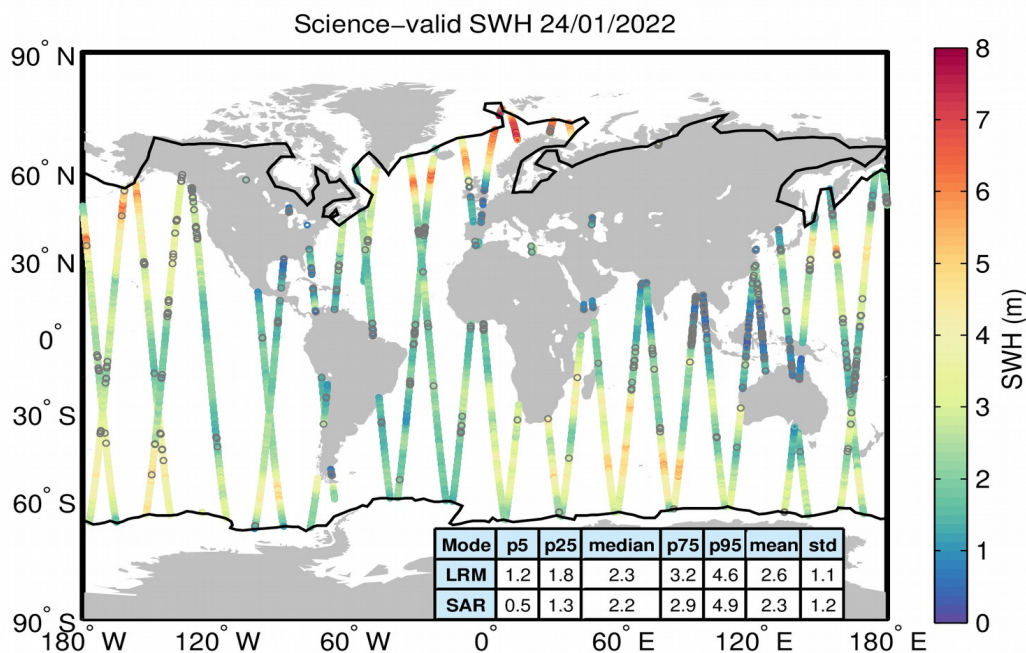 Science−valid SWH 24/01/2022
90° N
60° N
30° N
0°
30° S
60° S
90° S
180° W
120° W
60° W
0°
60° E
120° E
180° E
Mode p5 p25 median p75 p95 mean std
LRM 1.2 1.8 2.3 3.2 4.6 2.6 1.1
SAR 0.5 1.3 2.2 2.9 4.9 2.3 1.2
8
7
6
5
4
3
2
1
0
SWH (m)